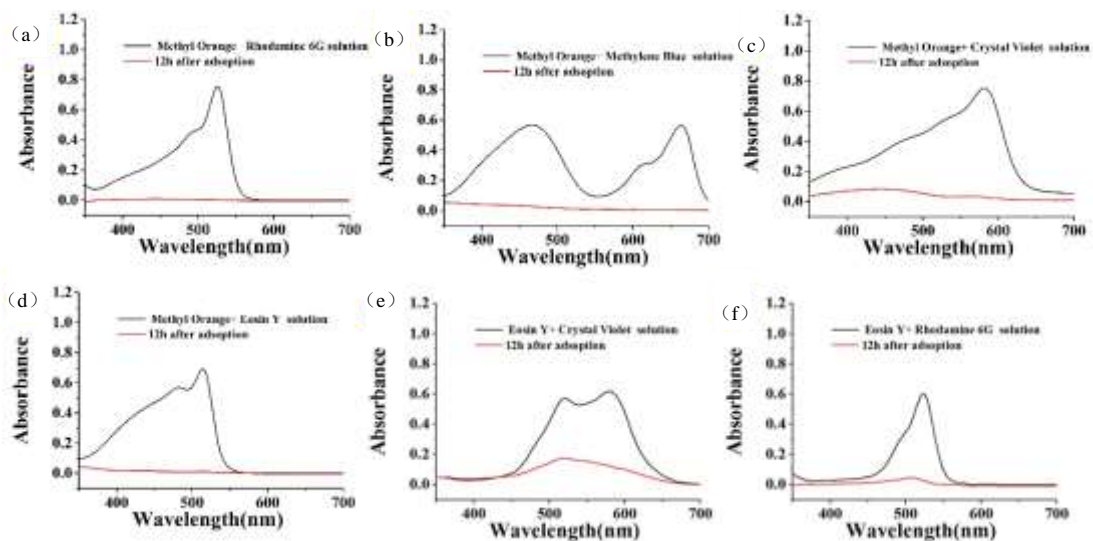 (a)
1.2
1.0
0.8
0.6
0.4
0.2
0.0
Absorbance
Methyl Orange Rhodamine 6G solution
12h after adsoption
400 500 600 700
Wavelength(nm)
(b)
1.2
1.0
0.8
0.6
0.4
0.2
0.0
Absorbance
Methyl Orange Methylene Blue solution
12h after adsoption
400 500 600 700
Wavelength(nm)
(c)
1.2
1.0
0.8
0.6
0.4
0.2
0.0
Absorbance
Methyl Orange+ Crystal Violet solution
12h after adsoption
400 500 600 700
Wavelength(nm)
(d)
1.2
1.0
0.8
0.6
0.4
0.2
0.0
Absorbance
Methyl Orange+ Eosin Y solution
12h after adsoption
400 500 600 700
Wavelength(nm)
(e)
1.2
1.0
0.8
0.6
0.4
0.2
0.0
Absorbance
Eosin Y+ Crystal Violet solution
12h after adsoption
400 500 600 700
Wavelength(nm)
(f)
1.2
1.0
0.8
0.6
0.4
0.2
0.0
Absorbance
Eosin Y+ Rhodamine 6G solution
12h after adsoption
400 500 600 700
Wavelength(nm)